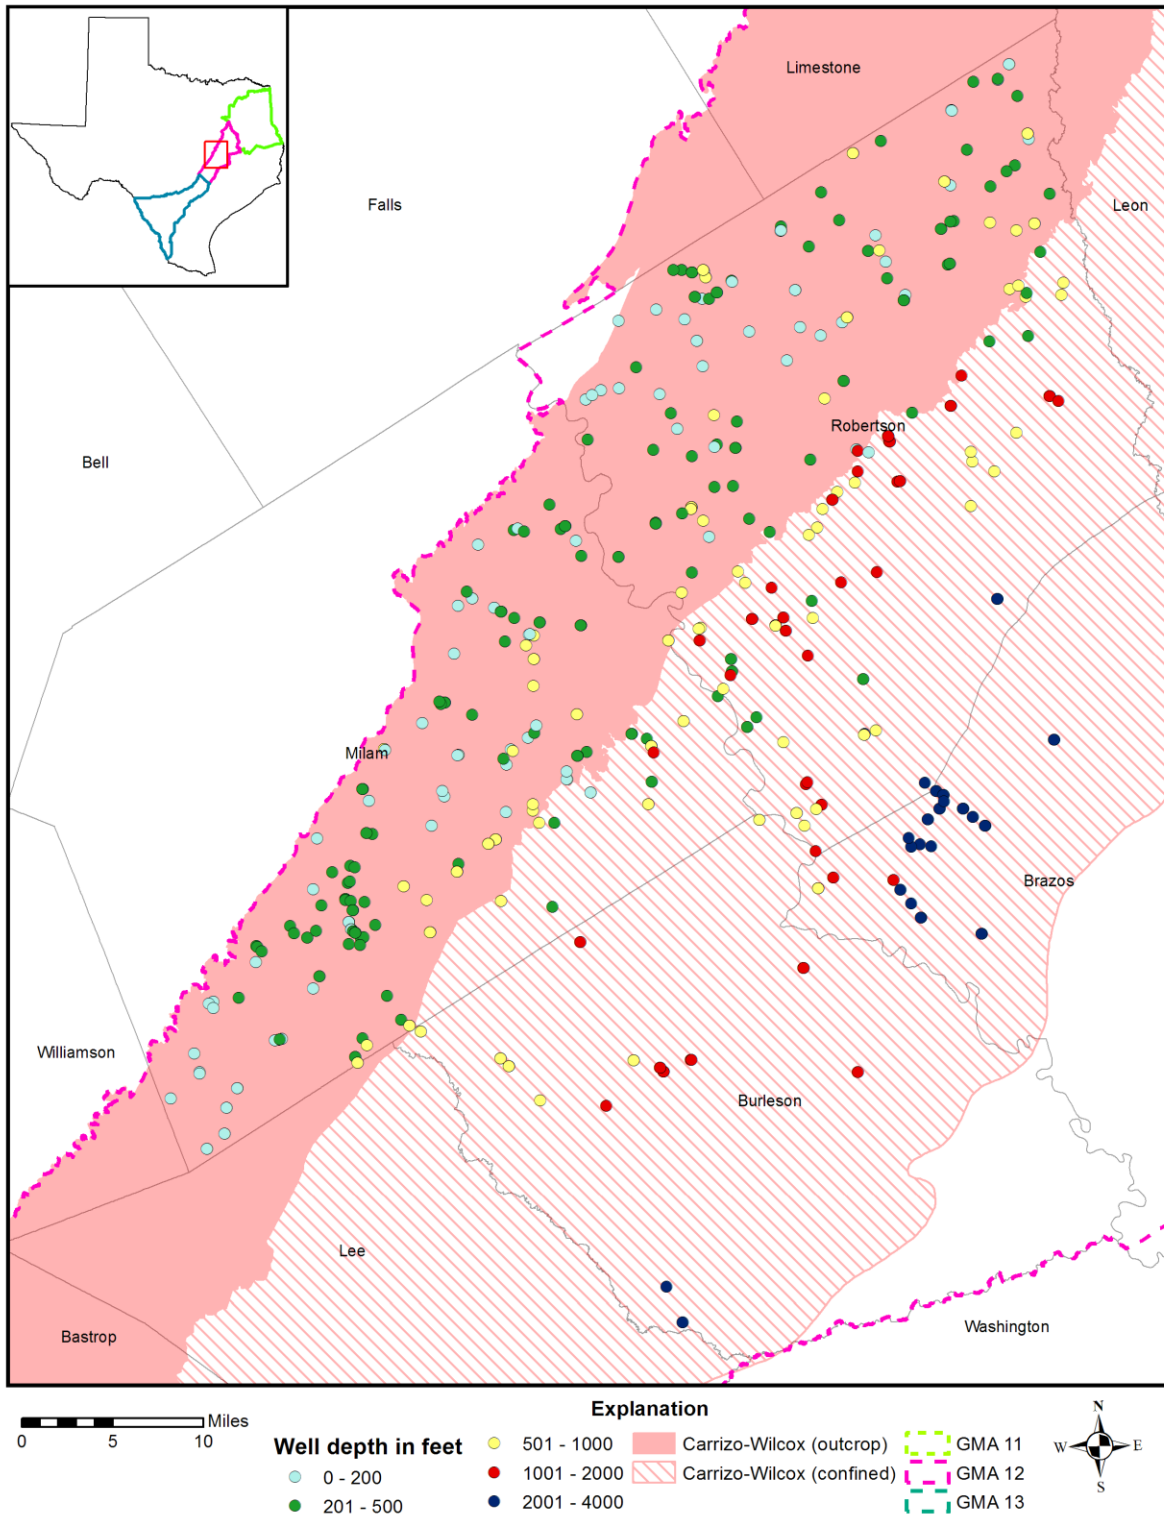 Limestone
Falls
Leon
Robertson
Bell
Milam
Brazos
Williamson
Burleson
Lee
Washington
Bastrop
Miles
0 5 10
Explanation
Well depth in feet
0 - 200
201 - 500
501 - 1000
1001 - 2000
2001 - 4000
Carrizo-Wilcox (outcrop)
Carrizo-Wilcox (confined)
GMA 11
GMA 12
GMA 13
N
W E
S